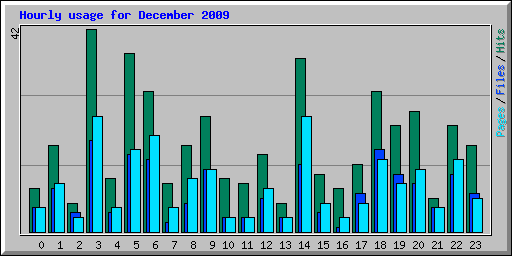 Hourly usage for December 2009
42
Pages/Files/Hits
0 1 2 3 4 5 6 7 8 9 10 11 12 13 14 15 16 17 18 19 20 21 22 23